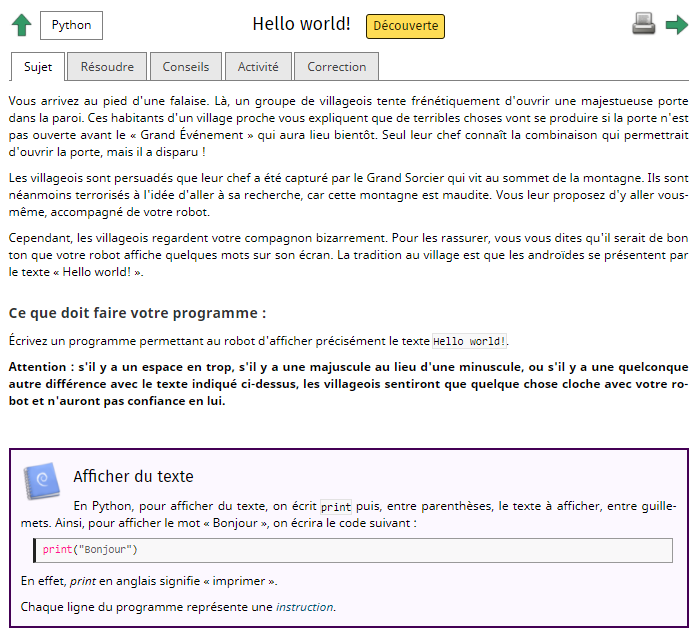 Python
Hello world!
Découverte
Sujet
Résoudre
Conseils
Activité
Correction
Vous arrivez au pied d'une falaise. Là, un groupe de villageois tente frénétiquement d'ouvrir une majestueuse porte
dans la paroi. Ces habitants d'un village proche vous expliquent que de terribles choses vont se produire si la porte n'est
pas ouverte avant le « Grand Événement » qui aura lieu bientôt. Seul leur chef connaît la combinaison qui permettrait
d'ouvrir la porte, mais il a disparu !
Les villageois sont persuadés que leur chef a été capturé par le Grand Sorcier qui vit au sommet de la montagne. Ils sont
néanmoins terrorisés à l'idée d'aller à sa recherche, car cette montagne est maudite. Vous leur proposez d'y aller vous-
même, accompagné de votre robot.
Cependant, les villageois regardent votre compagnon bizarrement. Pour les rassurer, vous vous dites qu'il serait de bon
ton que votre robot affiche quelques mots sur son écran. La tradition au village est que les androïdes se présentent par
le texte « Hello world! ».
Ce que doit faire votre programme :
Écrivez un programme permettant au robot d'afficher précisément le texte Hello world!.
Attention : s'il y a un espace en trop, s'il y a une majuscule au lieu d'une minuscule, ou s'il y a une quelconque
autre différence avec le texte indiqué ci-dessus, les villageois sentiront que quelque chose cloche avec votre ro-
bot et n'auront pas confiance en lui.
Afficher du texte
En Python, pour afficher du texte, on écrit print puis, entre parenthèses, le texte à afficher, entre guille-
mets. Ainsi, pour afficher le mot « Bonjour », on écrira le code suivant :
print("Bonjour")
En effet, print en anglais signifie « imprimer ».
Chaque ligne du programme représente une instruction.